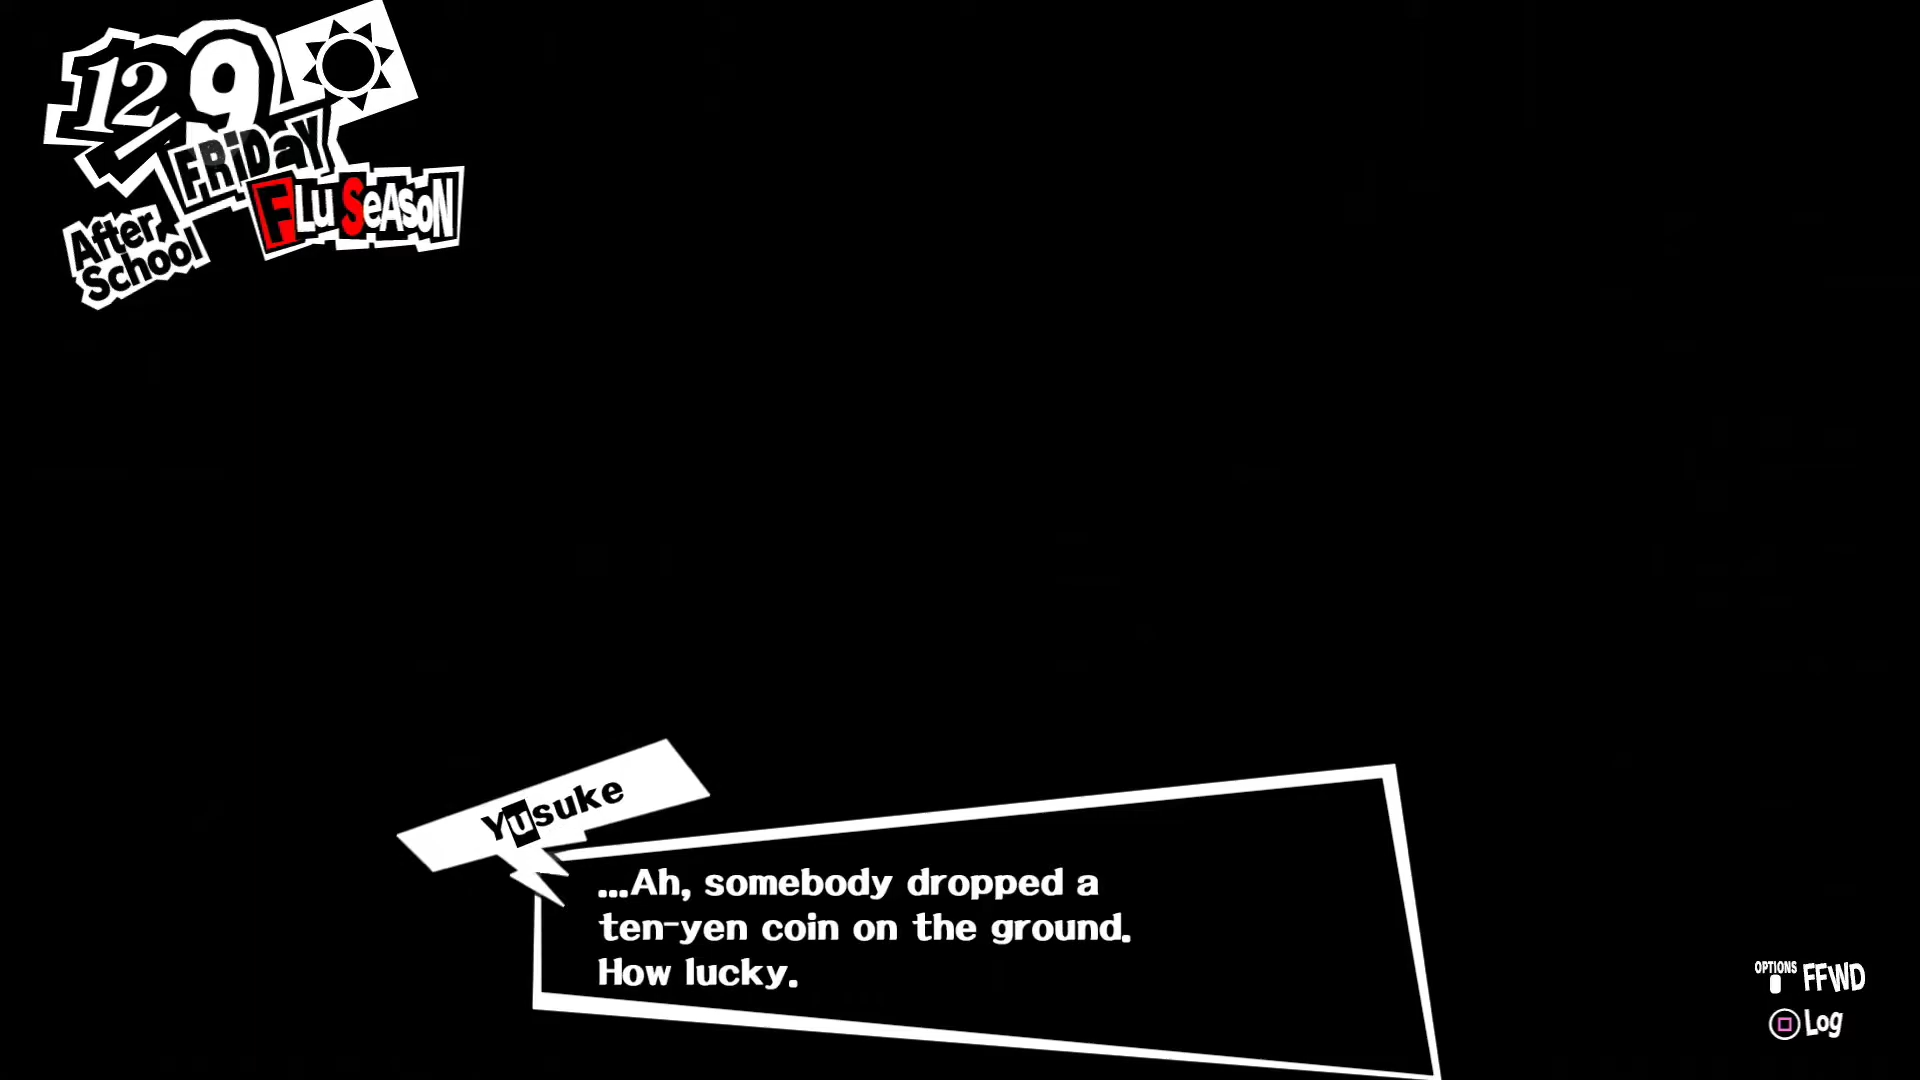 12/9
FRiDaY
FLu SeAsoN
After
School
Yusuke
...Ah, somebody dropped a
ten-yen coin on the ground.
How lucky.
OPTIONS FFWD
Log